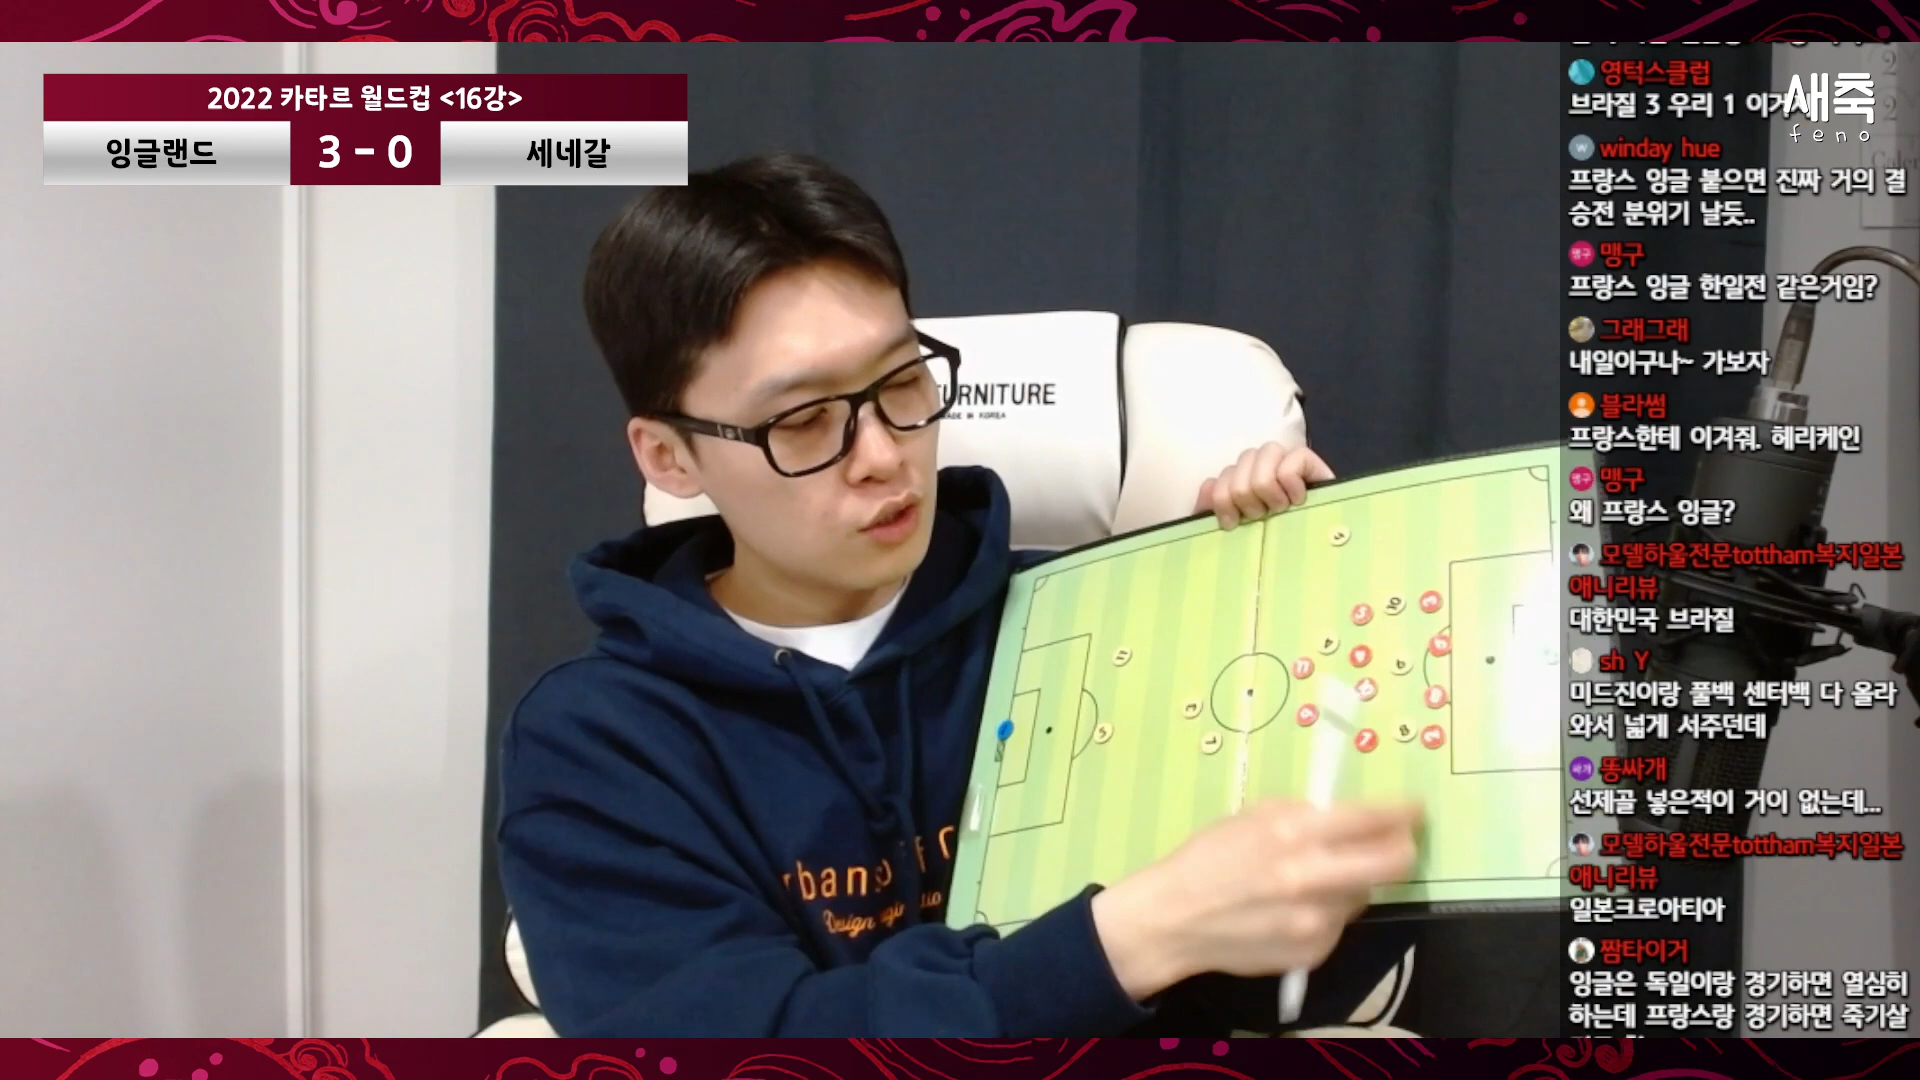 2022 카타르 월드컵 <16강>
잉글랜드
3 - 0
세네갈
새축
feno
URNITURE
MADE IN KOREA
영턱스클럽
브라질 3 우리 1 이거지
winday hue
프랑스 잉글 붙으면 진짜 거의 결
승전 분위기 날듯..
맹구
프랑스 잉글 한일전 같은거임?
그래그래
내일이구나~ 가보자
블라썸
프랑스한테 이겨줘. 헤리케인
맹구
왜 프랑스 잉글?
모델하울전문tottham복지일본
애니리뷰
대한민국 브라질
sh Y
미드진이랑 풀백 센터백 다 올라
와서 넓게 서주던데
똥싸개
선제골 넣은적이 거이 없는데...
모델하울전문tottham복지일본
애니리뷰
일본크로아티아
짬타이거
잉글은 독일이랑 경기하면 열심히
하는데 프랑스랑 경기하면 죽기살